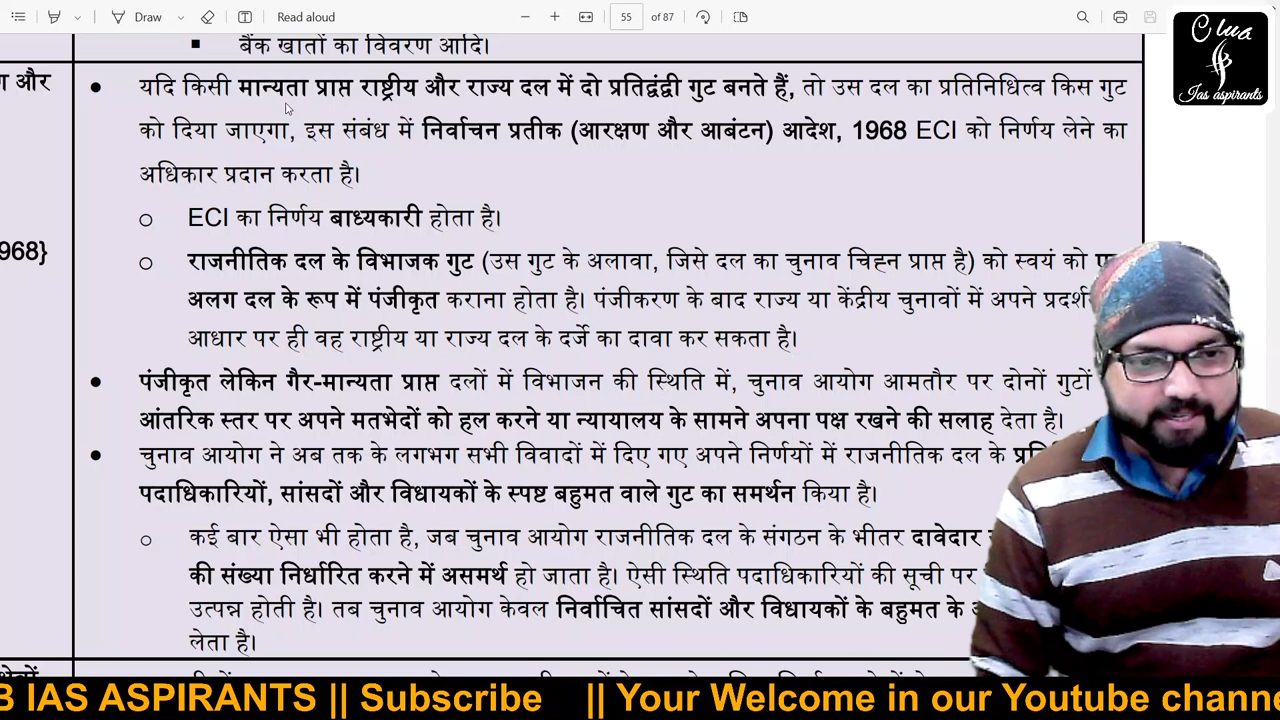 Draw
Read aloud
55 of 87
Clua
Ias aspirants
बैंक खातों का विवरण आदि।
और
यदि किसी मान्यता प्राप्त राष्ट्रीय और राज्य दल में दो प्रतिद्वंद्वी गुट बनते हैं, तो उस दल का प्रतिनिधित्व किस गुट
को दिया जाएगा, इस संबंध में निर्वाचन प्रतीक (आरक्षण और आबंटन) आदेश, 1968 ECI को निर्णय लेने का
अधिकार प्रदान करता है।
ECI का निर्णय बाध्यकारी होता है।
968}
राजनीतिक दल के विभाजक गुट (उस गुट के अलावा, जिसे दल का चुनाव चिह्न प्राप्त है) को स्वयं को
अलग दल के रूप में पंजीकृत कराना होता है। पंजीकरण के बाद राज्य या केंद्रीय चुनावों में अपने
आधार पर ही वह राष्ट्रीय या राज्य दल के दर्जे का दावा कर सकता है।
पंजीकृत लेकिन गैर-मान्यता प्राप्त दलों में विभाजन की स्थिति में, चुनाव आयोग आमतौर पर दोनों गुटों
आंतरिक स्तर पर अपने मतभेदों को हल करने या न्यायालय के सामने अपना पक्ष रखने की सलाह देता है।
चुनाव आयोग ने अब तक के लगभग सभी विवादों में दिए गए अपने निर्णयों में राजनीतिक दल के
पदाधिकारियों, सांसदों और विधायकों के स्पष्ट बहुमत वाले गुट का समर्थन किया है।
कई बार ऐसा भी होता है, जब चुनाव आयोग राजनीतिक दल के संगठन के भीतर दावेदार
की संख्या निर्धारित करने में असमर्थ हो जाता है। ऐसी स्थिति पदाधिकारियों की सूची पर
उत्पन्न होती है। तब चुनाव आयोग केवल निर्वाचित सांसदों और विधायकों के बहुमत के
लेता है।
B IAS ASPIRANTS || Subscribe || Your Welcome in our Youtube channe